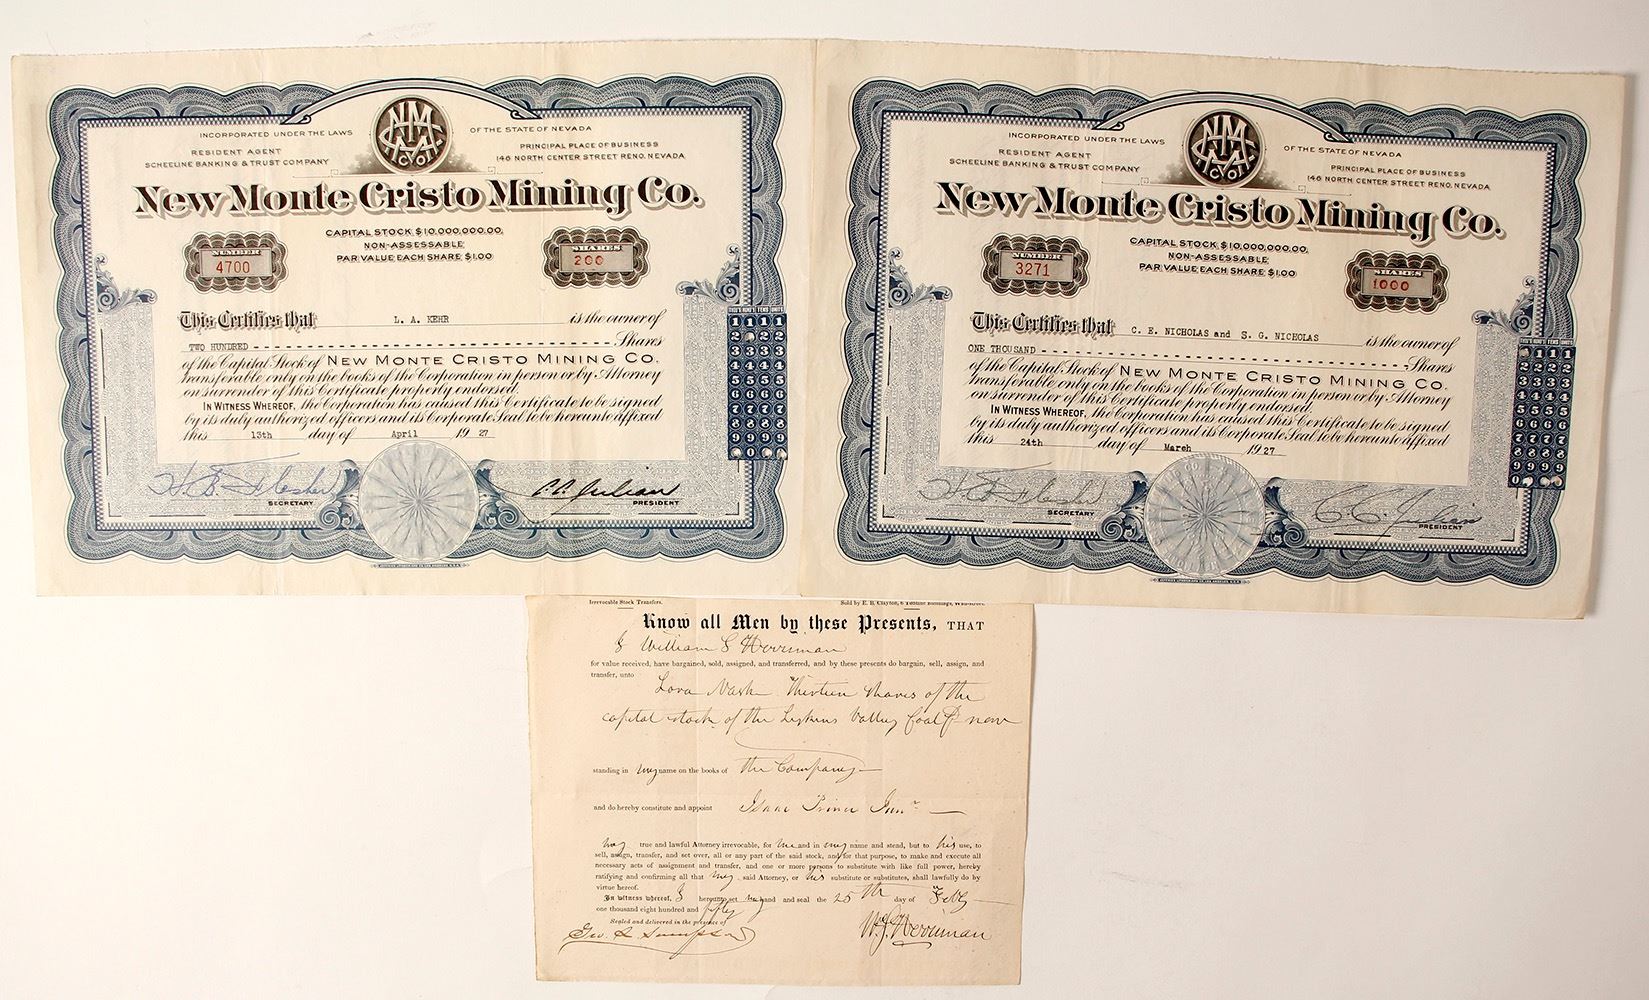 INCORPORATED UNDER THE LAWS OF THE STATE OF NEVADA
RESIDENT AGENT
SCHEELINE BANKING & TRUST COMPANY
PRINCIPAL PLACE OF BUSINESS
146 NORTH CENTER STREET RENO, NEVADA
New Monte Cristo Mining Co.
CAPITAL STOCK $10,000,000.00
NON-ASSESSABLE
PAR VALUE EACH SHARE $1.00
NUMBER
4700
SHARES
200
This Certifies that L. A. KEHR is the owner of
TWO HUNDRED Shares
of the Capital Stock of NEW MONTE CRISTO MINING CO.
transferable only on the books of the Corporation in person or by Attorney
on surrender of this Certificate properly endorsed.
IN WITNESS WHEREOF, the Corporation has caused this Certificate to be signed
by its duly authorized officers and its Corporate Seal to be hereunto affixed
this 13th day of April 1927
SECRETARY
C. C. Julian
PRESIDENT
INCORPORATED UNDER THE LAWS OF THE STATE OF NEVADA
RESIDENT AGENT
SCHEELINE BANKING & TRUST COMPANY
PRINCIPAL PLACE OF BUSINESS
146 NORTH CENTER STREET RENO, NEVADA
New Monte Cristo Mining Co.
CAPITAL STOCK $10,000,000.00
NON-ASSESSABLE
PAR VALUE EACH SHARE $1.00
NUMBER
3271
SHARES
1000
This Certifies that C. E. NICHOLAS and S. G. NICHOLAS is the owner of
ONE THOUSAND Shares
of the Capital Stock of NEW MONTE CRISTO MINING CO.
transferable only on the books of the Corporation in person or by Attorney
on surrender of this Certificate properly endorsed.
IN WITNESS WHEREOF, the Corporation has caused this Certificate to be signed
by its duly authorized officers and its Corporate Seal to be hereunto affixed
this 24th day of March 1927
SECRETARY
C. C. Julian
PRESIDENT
Irrevocable Stock Transfers. Sold by E. B. Clayton,
Know all Men by these Presents, THAT
I William S Herriman
for value received, have bargained, sold, assigned, and transferred, and by these presents do bargain, sell, assign, and
transfer, unto
Lora Nash Thirteen shares of the
capital stock of the Valley Coal now
standing in my name on the books of the Company
and do hereby constitute and appoint Isaac Prince Junr
my true and lawful Attorney irrevocable, for me and in my name and stead, but to his use, to
sell, assign, transfer, and set over, all or any part of the said stock, and for that purpose, to make and execute all
necessary acts of assignment and transfer, and one or more persons to substitute with like full power, hereby
ratifying and confirming all that my said Attorney, or his substitute or substitutes, shall lawfully do by
virtue hereof.
In witness whereof, I hereunto set my hand and seal the 25th day of Feby
one thousand eight hundred and fifty
Sealed and delivered in the presence of
Geo. S. Sampson
W. S. Herriman